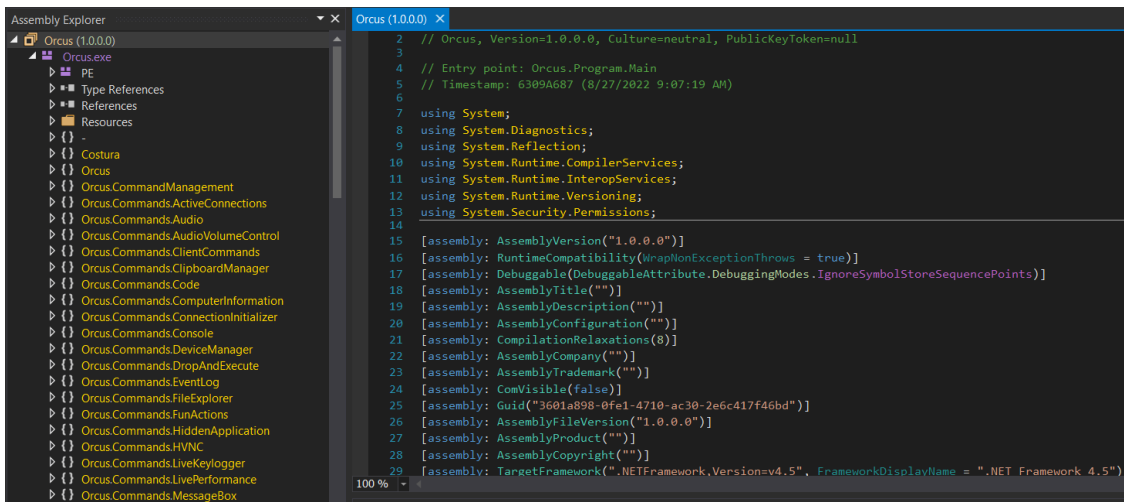 Assembly Explorer
Orcus (1.0.0.0)
Orcus.exe
PE
Type References
References
Resources
{ } -
{ } Costura
{ } Orcus
{ } Orcus.CommandManagement
{ } Orcus.Commands.ActiveConnections
{ } Orcus.Commands.Audio
{ } Orcus.Commands.AudioVolumeControl
{ } Orcus.Commands.ClientCommands
{ } Orcus.Commands.ClipboardManager
{ } Orcus.Commands.Code
{ } Orcus.Commands.ComputerInformation
{ } Orcus.Commands.ConnectionInitializer
{ } Orcus.Commands.Console
{ } Orcus.Commands.DeviceManager
{ } Orcus.Commands.DropAndExecute
{ } Orcus.Commands.EventLog
{ } Orcus.Commands.FileExplorer
{ } Orcus.Commands.FunActions
{ } Orcus.Commands.HiddenApplication
{ } Orcus.Commands.HVNC
{ } Orcus.Commands.LiveKeylogger
{ } Orcus.Commands.LivePerformance
{ } Orcus.Commands.MessageBox
Orcus (1.0.0.0)
2 // Orcus, Version=1.0.0.0, Culture=neutral, PublicKeyToken=null
3
4 // Entry point: Orcus.Program.Main
5 // Timestamp: 6309A687 (8/27/2022 9:07:19 AM)
6
7 using System;
8 using System.Diagnostics;
9 using System.Reflection;
10 using System.Runtime.CompilerServices;
11 using System.Runtime.InteropServices;
12 using System.Runtime.Versioning;
13 using System.Security.Permissions;
14
15 [assembly: AssemblyVersion("1.0.0.0")]
16 [assembly: RuntimeCompatibility(WrapNonExceptionThrows = true)]
17 [assembly: Debuggable(DebuggableAttribute.DebuggingModes.IgnoreSymbolStoreSequencePoints)]
18 [assembly: AssemblyTitle("")]
19 [assembly: AssemblyDescription("")]
20 [assembly: AssemblyConfiguration("")]
21 [assembly: CompilationRelaxations(8)]
22 [assembly: AssemblyCompany("")]
23 [assembly: AssemblyTrademark("")]
24 [assembly: ComVisible(false)]
25 [assembly: Guid("3601a898-0fe1-4710-ac30-2e6c417f46bd")]
26 [assembly: AssemblyFileVersion("1.0.0.0")]
27 [assembly: AssemblyProduct("")]
28 [assembly: AssemblyCopyright("")]
29 [assembly: TargetFramework(".NETFramework,Version=v4.5", FrameworkDisplayName = ".NET Framework 4.5")
100 %